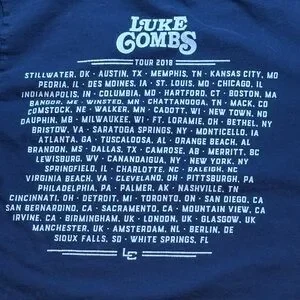 LUKE
COMBS
TOUR 2018
STILLWATER, OK • AUSTIN, TX • MEMPHIS, TN • KANSAS CITY, MO
PEORIA, IL • DES MOINES, IA • ST. LOUIS, MO • CHICAGO, IL
INDIANAPOLIS, IN • COLUMBIA, MO • HARTFORD, CT • BOSTON, MA
BANGOR, ME • WINSTED, MN • CHATTANOOGA, TN • MACK, CO
COMSTOCK, NE • WALKER, MN • CADOTT, WI • NEW TOWN, ND
DAUPHIN, MB • MILWAUKEE, WI • FT. LORAMIE, OH • BETHEL, NY
BRISTOW, VA • SARATOGA SPRINGS, NY • MONTICELLO, IA
ATLANTA, GA • TUSCALOOSA, AL • ORANGE BEACH, AL
BRANDON, MS • DALLAS, TX • CAMROSE, AB • MERRITT, BC
LEWISBURG, WV • CANANDAIGUA, NY • NEW YORK, NY
SPRINGFIELD, IL • CHARLOTTE, NC • RALEIGH, NC
VIRGINIA BEACH, VA • CLEVELAND, OH • PITTSBURGH, PA
PHILADELPHIA, PA • PALMER, AK • NASHVILLE, TN
CINCINNATI, OH • DETROIT, MI • TORONTO, ON • SAN DIEGO, CA
SAN BERNARDINO, CA • SACRAMENTO, CA • MOUNTAIN VIEW, CA
IRVINE, CA • BIRMINGHAM, UK • LONDON, UK • GLASGOW, UK
MANCHESTER, UK • AMSTERDAM, NL • BERLIN, DE
SIOUX FALLS, SD • WHITE SPRINGS, FL
LC